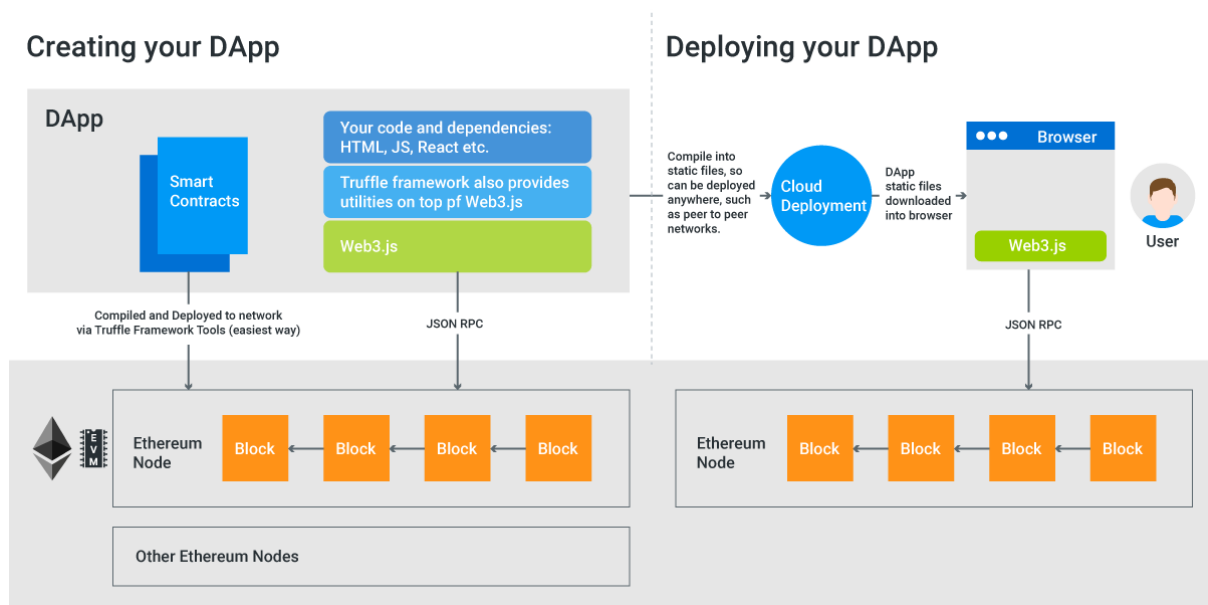 Creating your DApp
Deploying your DApp
DApp
Smart
Contracts
Your code and dependencies:
HTML, JS, React etc.
Truffle framework also provides
utilities on top pf Web3.js
Web3.js
Compiled and Deployed to network
via Truffle Framework Tools (easiest way)
JSON RPC
Compile into
static files, so
can be deployed
anywhere, such
as peer to peer
networks.
Cloud
Deployment
DApp
static files
downloaded
into browser
Browser
Web3.js
User
JSON RPC
EVM
Ethereum
Node
Block
Block
Block
Block
Other Ethereum Nodes
Ethereum
Node
Block
Block
Block
Block